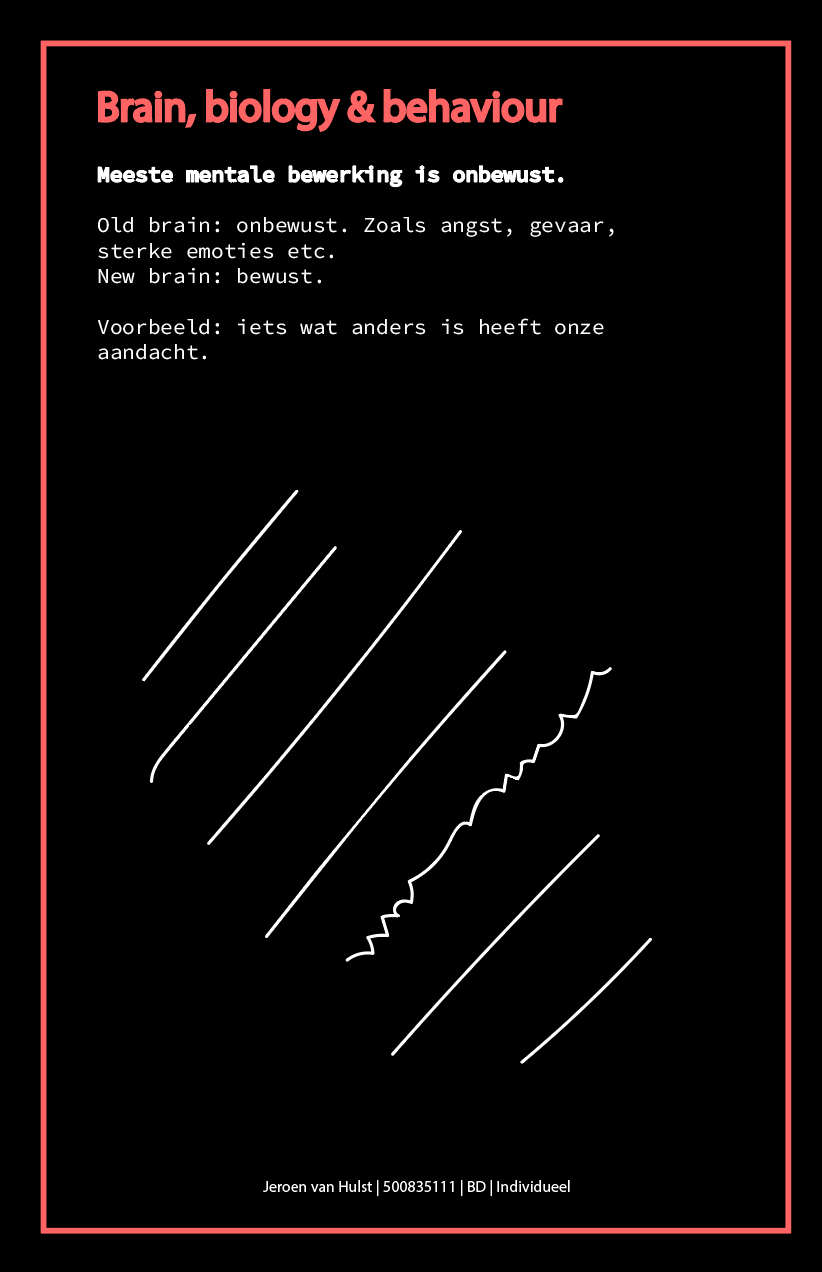 Brain, biology & behaviour
Meeste mentale bewerking is onbewust.
Old brain: onbewust. Zoals angst, gevaar,
sterke emoties etc.
New brain: bewust.
Voorbeeld: iets wat anders is heeft onze
aandacht.
Jeroen van Hulst | 500835111 | BD | Individueel